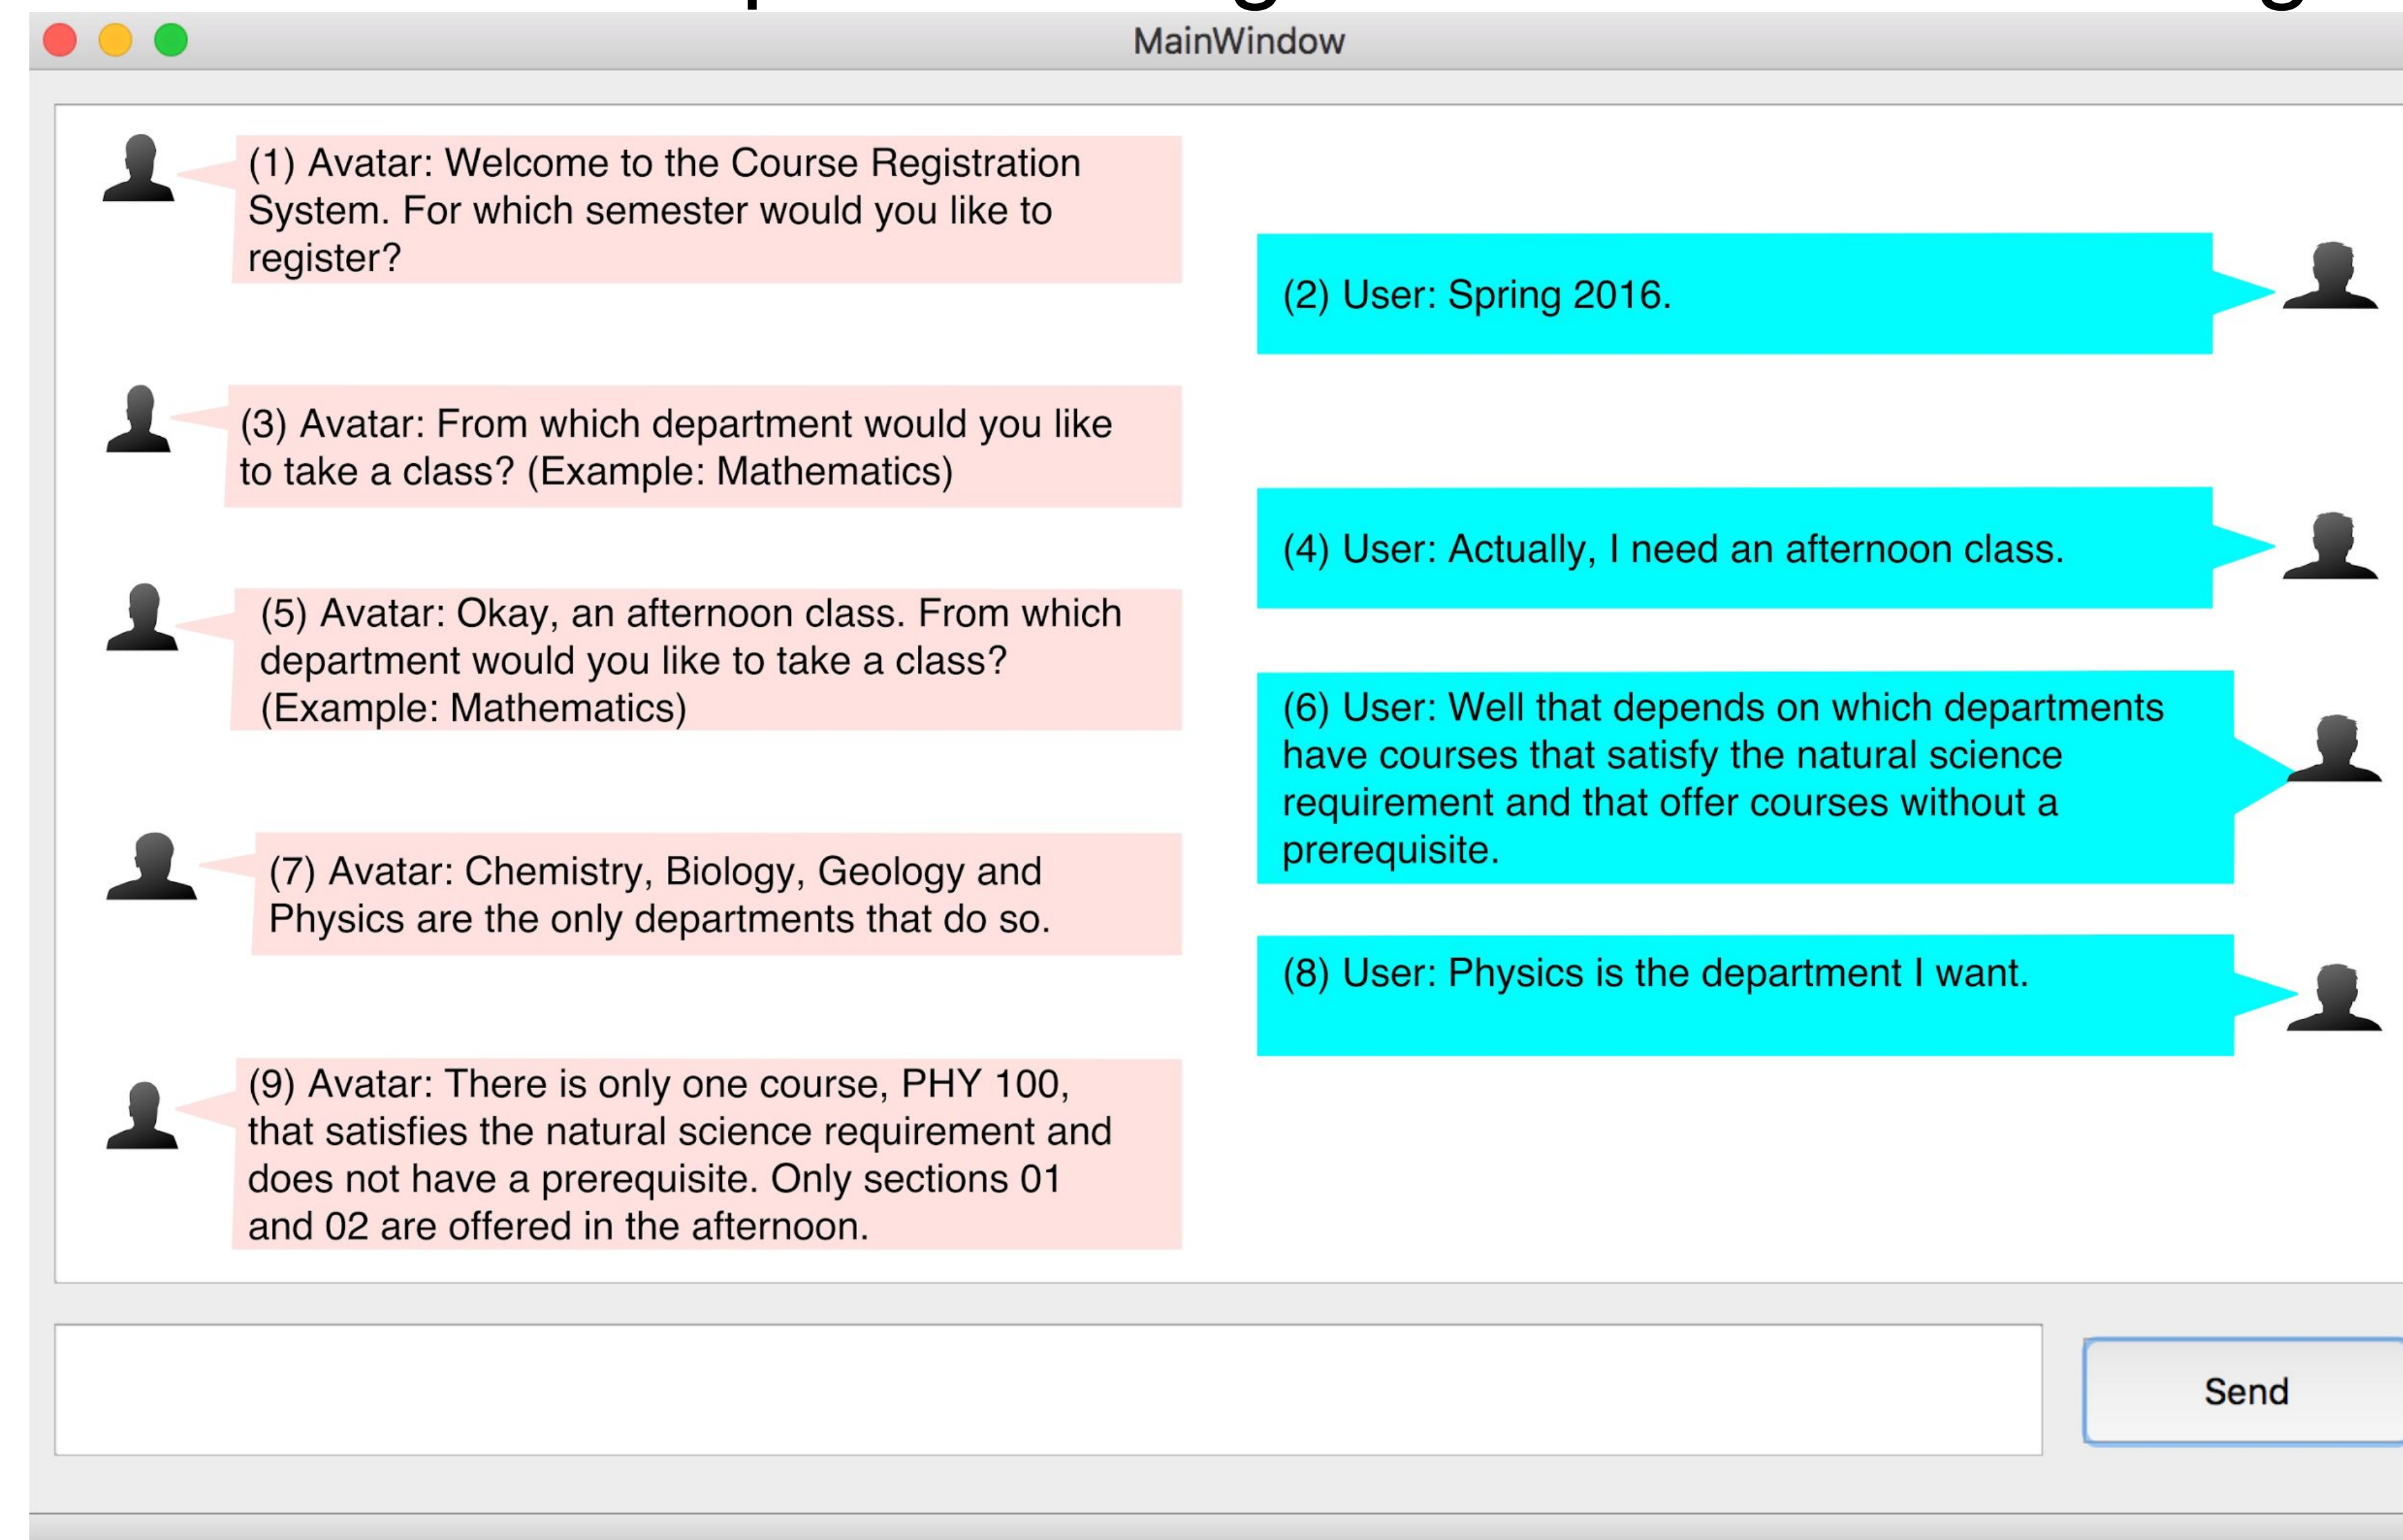 MainWindow
(1) Avatar: Welcome to the Course Registration
System. For which semester would you like to
register?
(2) User: Spring 2016.
(3) Avatar: From which department would you like
to take a class? (Example: Mathematics)
(4) User: Actually, I need an afternoon class.
(5) Avatar: Okay, an afternoon class. From which
department would you like to take a class?
(Example: Mathematics)
(6) User: Well that depends on which departments
have courses that satisfy the natural science
requirement and that offer courses without a
prerequisite.
(7) Avatar: Chemistry, Biology, Geology and
Physics are the only departments that do so.
(8) User: Physics is the department I want.
(9) Avatar: There is only one course, PHY 100,
that satisfies the natural science requirement and
does not have a prerequisite. Only sections 01
and 02 are offered in the afternoon.
Send